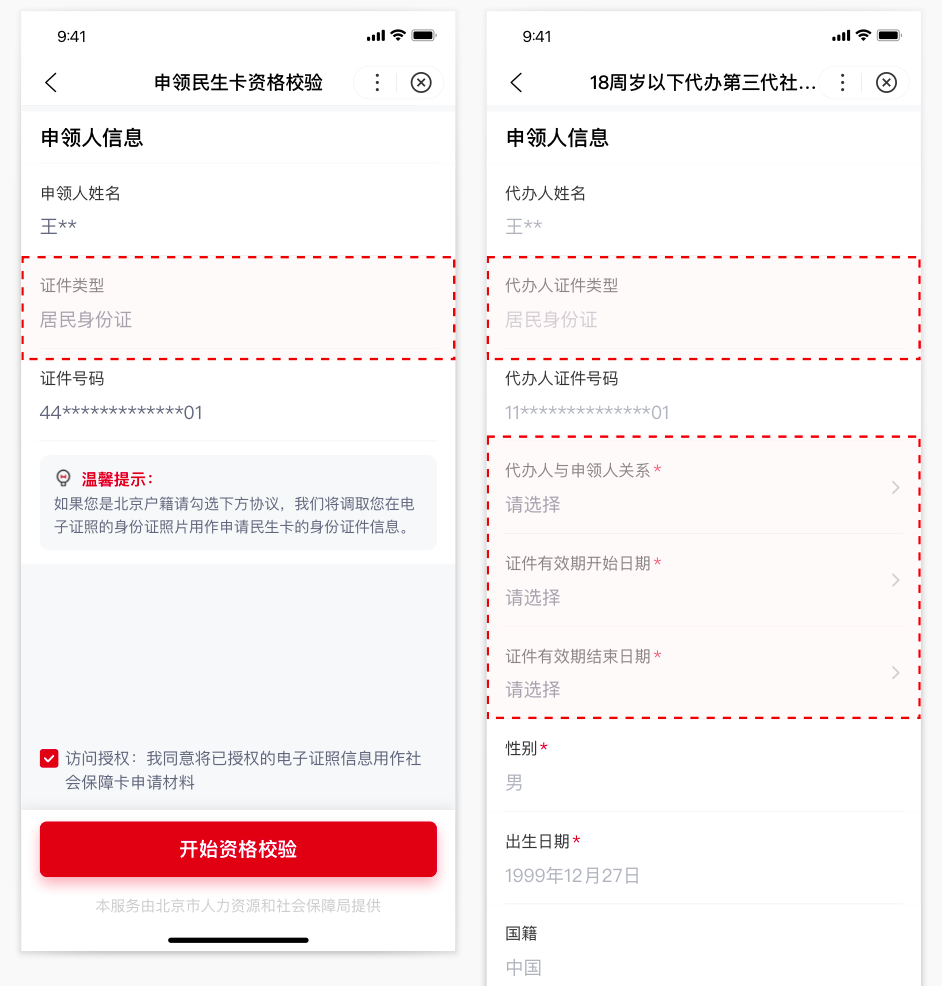 9:41
申领民生卡资格校验
申领人信息
申领人姓名
王**
证件类型
居民身份证
证件号码
44*************01
温馨提示：
如果您是北京户籍请勾选下方协议，我们将调取您在电
子证照的身份证照片用作申请民生卡的身份证件信息。
访问授权：我同意将已授权的电子证照信息用作社
会保障卡申请材料
开始资格校验
本服务由北京市人力资源和社会保障局提供
9:41
18周岁以下代办第三代社...
申领人信息
代办人姓名
王**
代办人证件类型
居民身份证
代办人证件号码
11**************01
代办人与申领人关系*
请选择
证件有效期开始日期*
请选择
证件有效期结束日期*
请选择
性别*
男
出生日期*
1999年12月27日
国籍
中国